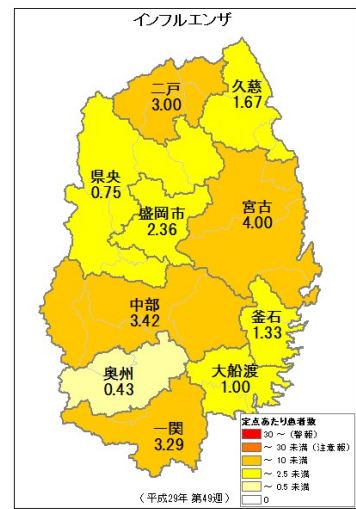 インフルエンザ
二戸
3.00
久慈
1.67
県央
0.75
盛岡市
2.36
宮古
4.00
中部
3.42
釜石
1.33
奥州
0.43
大船渡
1.00
一関
3.29
定点あたり患者数
30 ~ (警報)
~ 30 未満 (注意報)
~ 10 未満
~ 2.5 未満
~ 0.5 未満
0
(平成29年 第49週)